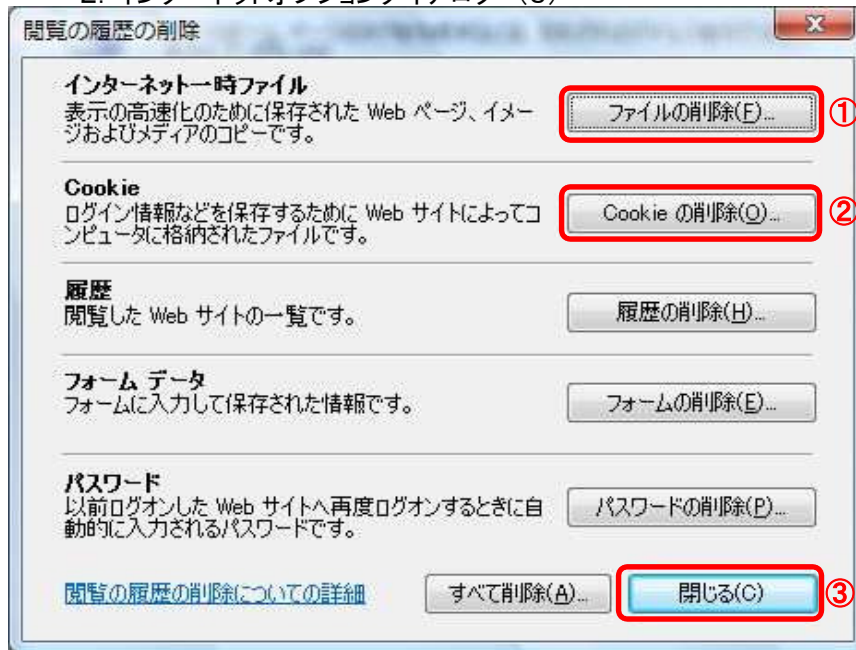 閲覧の履歴の削除
インターネット一時ファイル
表示の高速化のために保存された Web ページ、イメー
ジおよびメディアのコピーです。
ファイルの削除(F)...
①
Cookie
ログイン情報などを保存するために Web サイトによってコ
ンピュータに格納されたファイルです。
Cookie の削除(O)...
②
履歴
閲覧した Web サイトの一覧です。
履歴の削除(H)...
フォーム データ
フォームに入力して保存された情報です。
フォームの削除(E)...
パスワード
以前ログオンした Web サイトへ再度ログオンするときに自
動的に入力されるパスワードです。
パスワードの削除(P)...
閲覧の履歴の削除についての詳細
すべて削除(A)...
閉じる(C)
③